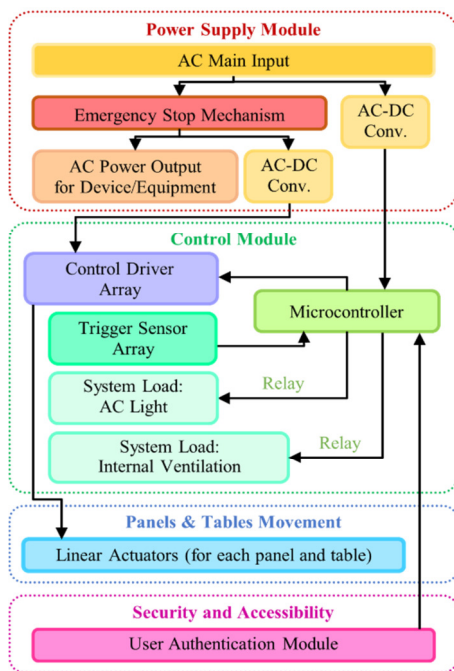 Power Supply Module
AC Main Input
Emergency Stop Mechanism
AC-DC
Conv.
AC Power Output
for Device/Equipment
AC-DC
Conv.
Control Module
Control Driver
Array
Microcontroller
Trigger Sensor
Array
System Load:
AC Light
Relay
System Load:
Internal Ventilation
Relay
Panels & Tables Movement
Linear Actuators (for each panel and table)
Security and Accessibility
User Authentication Module